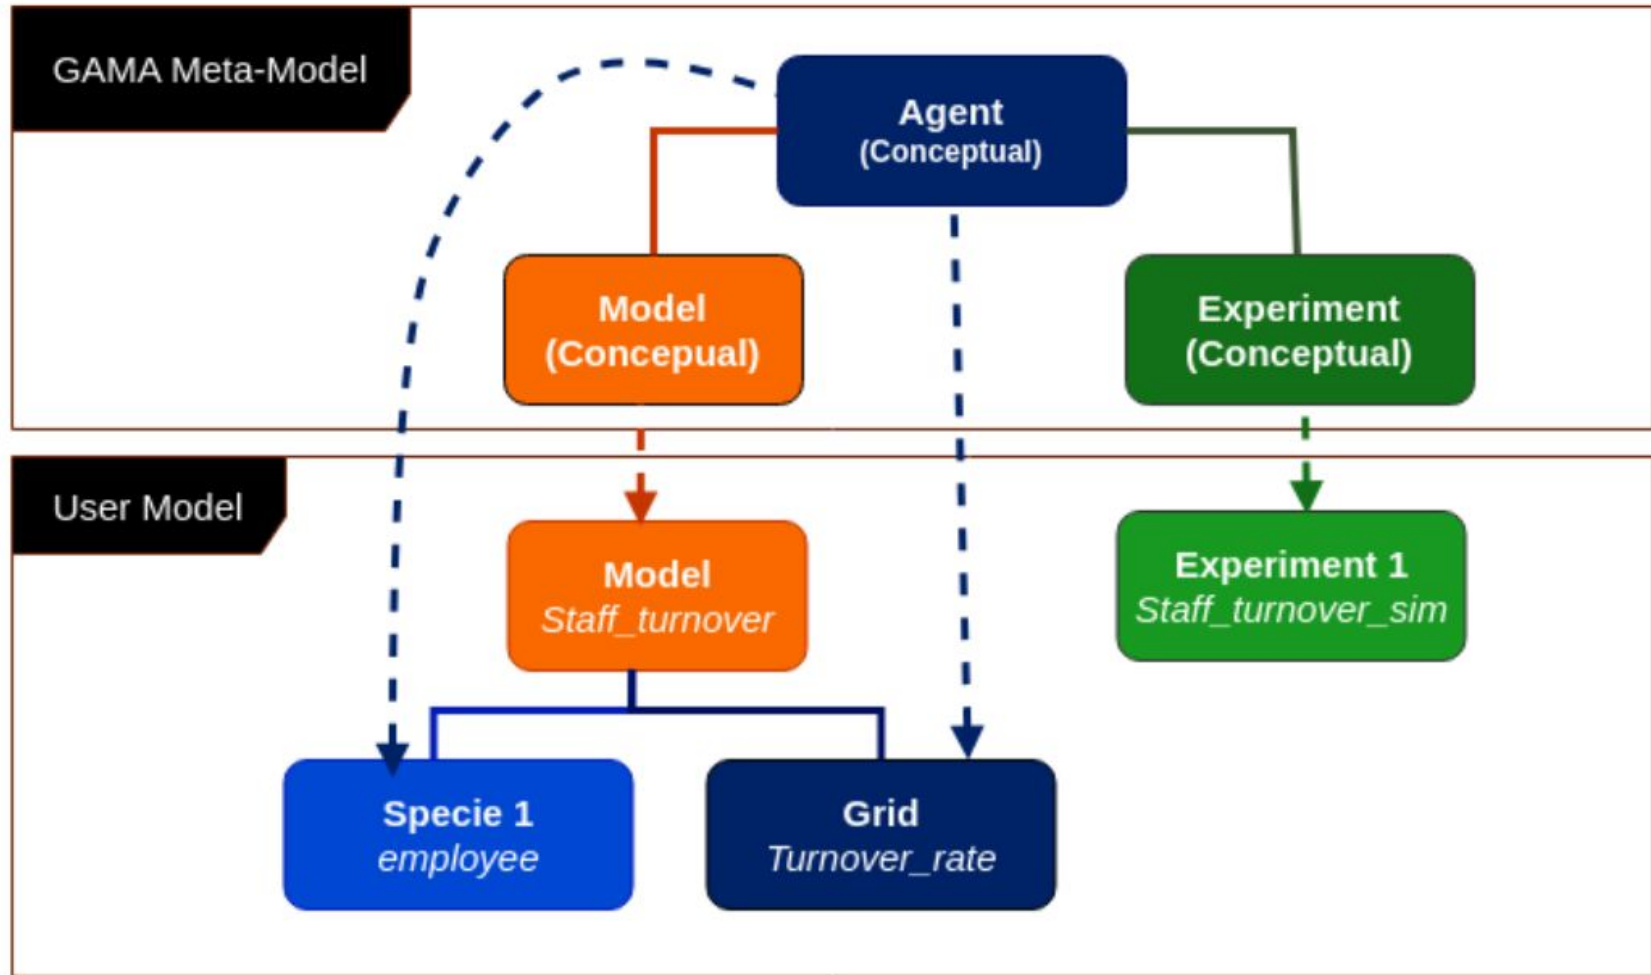 GAMA Meta-Model
Agent
(Conceptual)
Model
(Concepual)
Experiment
(Conceptual)
User Model
Model
Staff_turnover
Experiment 1
Staff_turnover_sim
Specie 1
employee
Grid
Turnover_rate